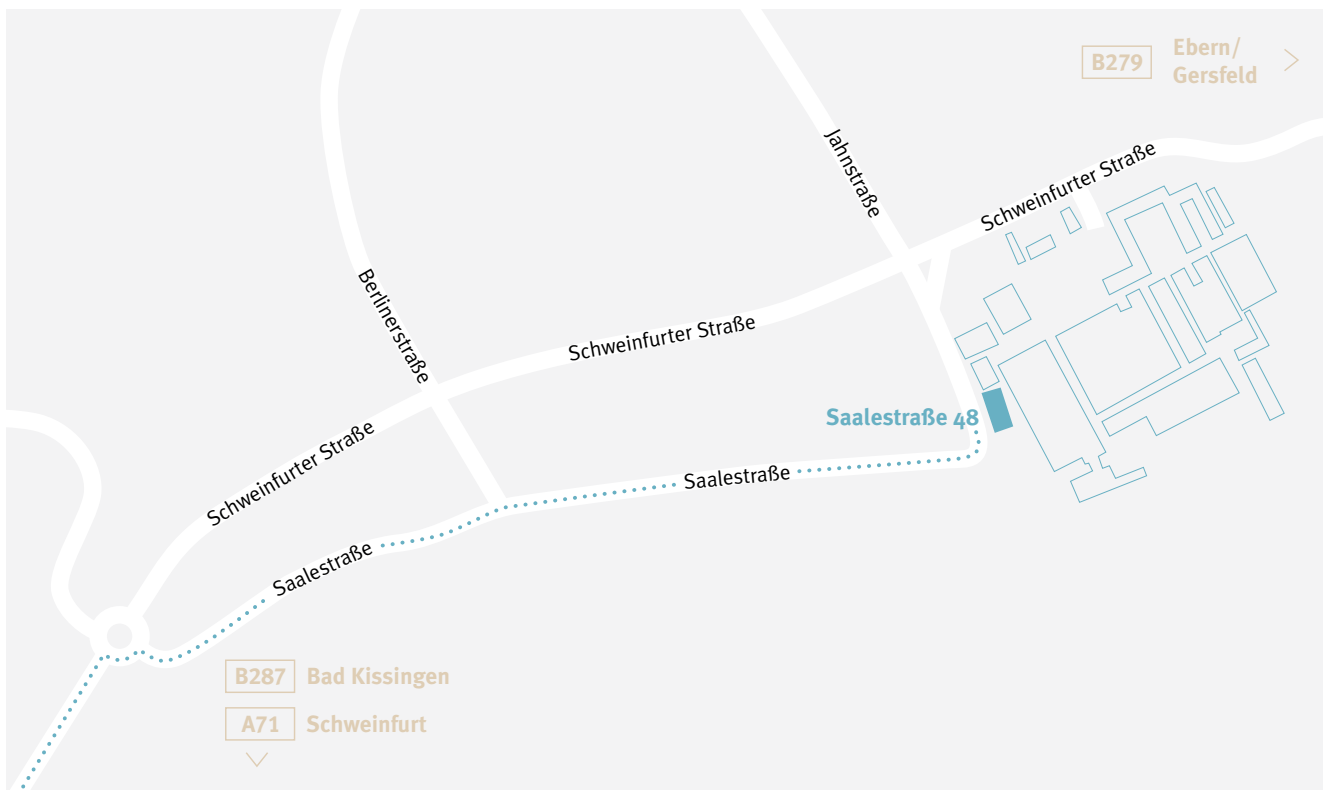 B279
Ebern/
Gersfeld
Jahnstraße
Schweinfurter Straße
Berlinerstraße
Schweinfurter Straße
Saalestraße 48
Schweinfurter Straße
Saalestraße
Saalestraße
B287 Bad Kissingen
A71 Schweinfurt